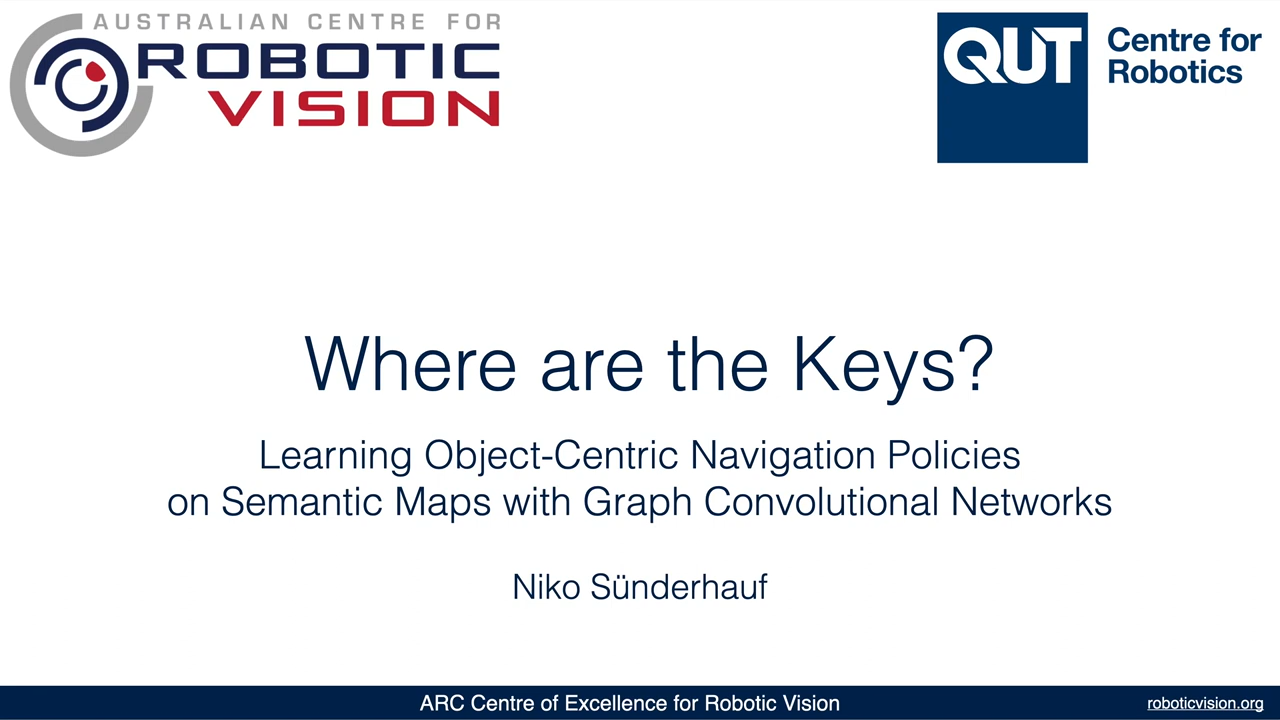 AUSTRALIAN CENTRE FOR
ROBOTIC
VISION
QUT
Centre for
Robotics
Where are the Keys?
Learning Object-Centric Navigation Policies
on Semantic Maps with Graph Convolutional Networks
Niko Sünderhauf
ARC Centre of Excellence for Robotic Vision
roboticvision.org